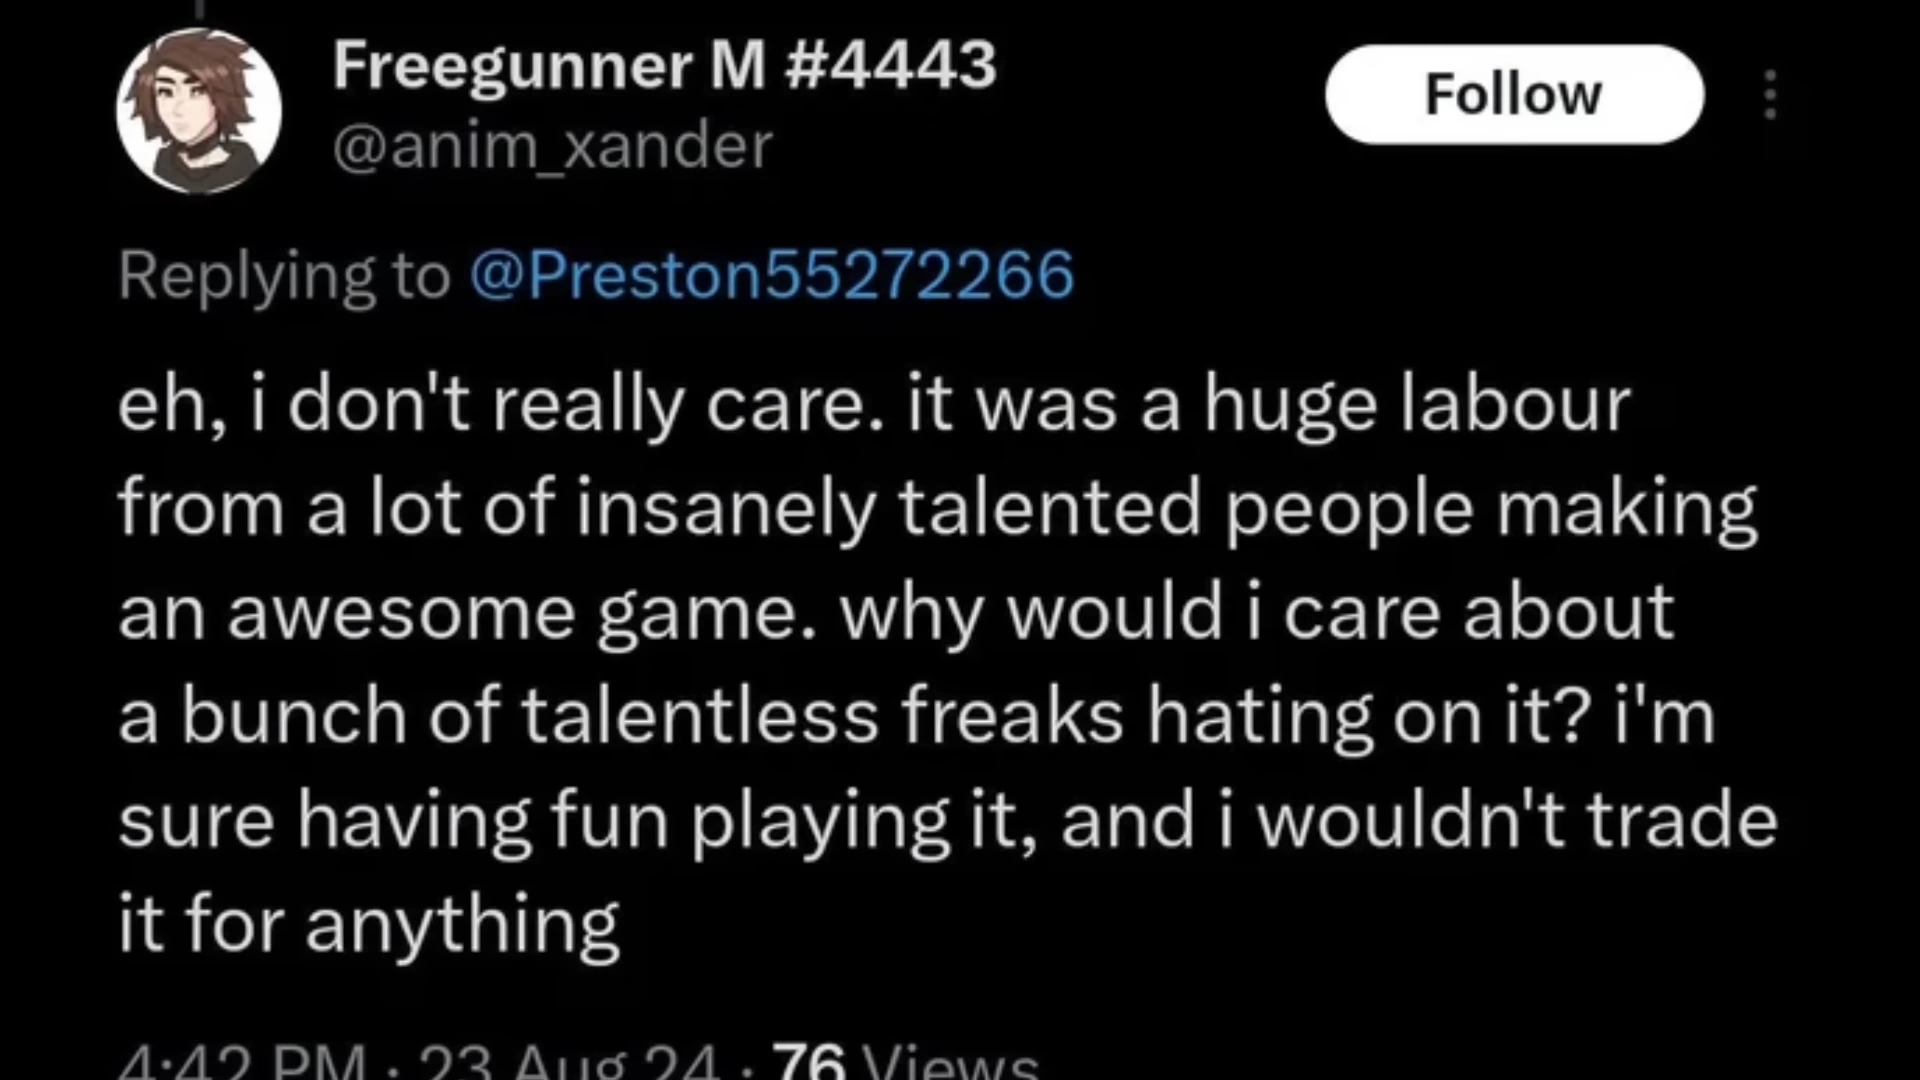 Freegunner M #4443
@anim_xander
Follow
Replying to @Preston55272266
eh, i don't really care. it was a huge labour
from a lot of insanely talented people making
an awesome game. why would i care about
a bunch of talentless freaks hating on it? i'm
sure having fun playing it, and i wouldn't trade
it for anything
4:42 PM · 23 Aug 24 · 76 Views